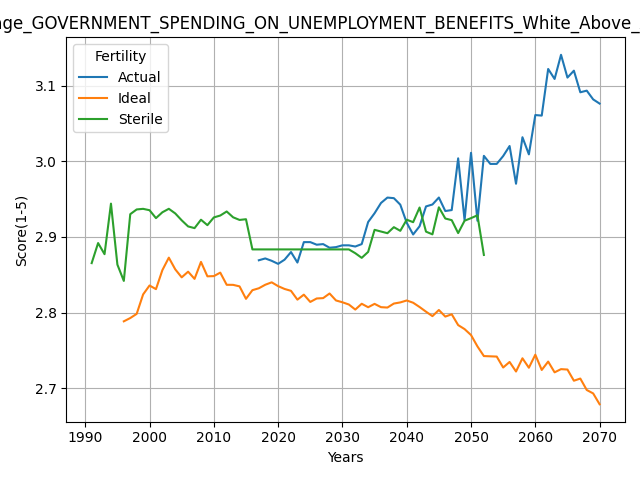 GOVERNMENT_SPENDING_ON_UNEMPLOYMENT_BENEFITS_White_Above_
Fertility
Actual
Ideal
Sterile
3.1
3.0
2.9
2.8
2.7
Score(1-5)
1990 2000 2010 2020 2030 2040 2050 2060 2070
Years